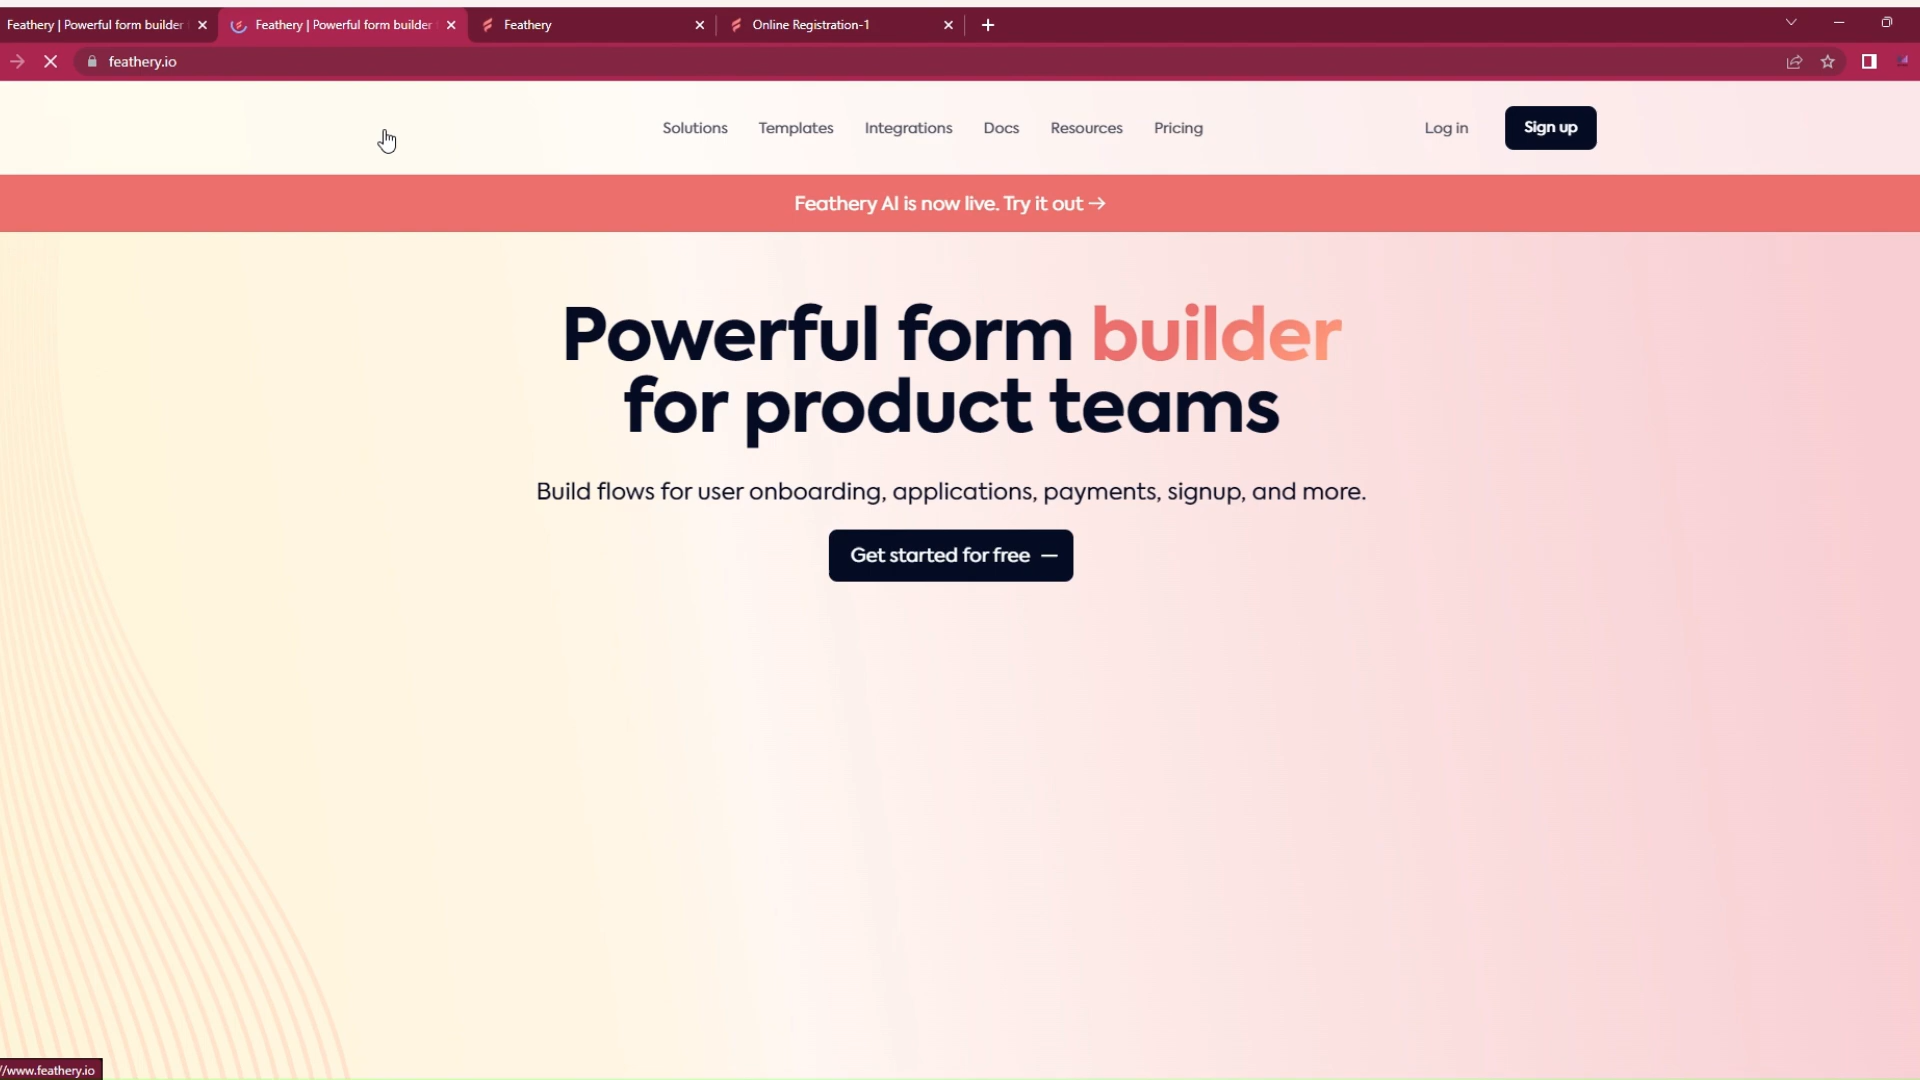 Feathery | Powerful form builder
Feathery | Powerful form builder
Feathery
Online Registration-1
feathery.io
Solutions
Templates
Integrations
Docs
Resources
Pricing
Log in
Sign up
Feathery AI is now live. Try it out →
Powerful form builder
for product teams
Build flows for user onboarding, applications, payments, signup, and more.
Get started for free
//www.feathery.io